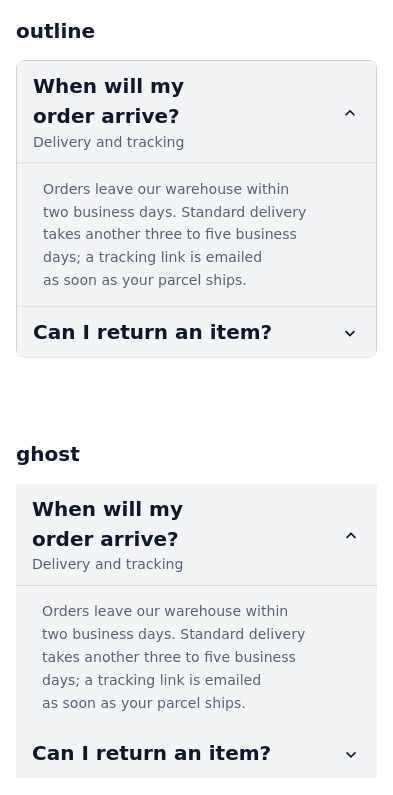 outline
When will my
order arrive?
Delivery and tracking
Orders leave our warehouse within
two business days. Standard delivery
takes another three to five business
days; a tracking link is emailed
as soon as your parcel ships.
Can I return an item?
ghost
When will my
order arrive?
Delivery and tracking
Orders leave our warehouse within
two business days. Standard delivery
takes another three to five business
days; a tracking link is emailed
as soon as your parcel ships.
Can I return an item?